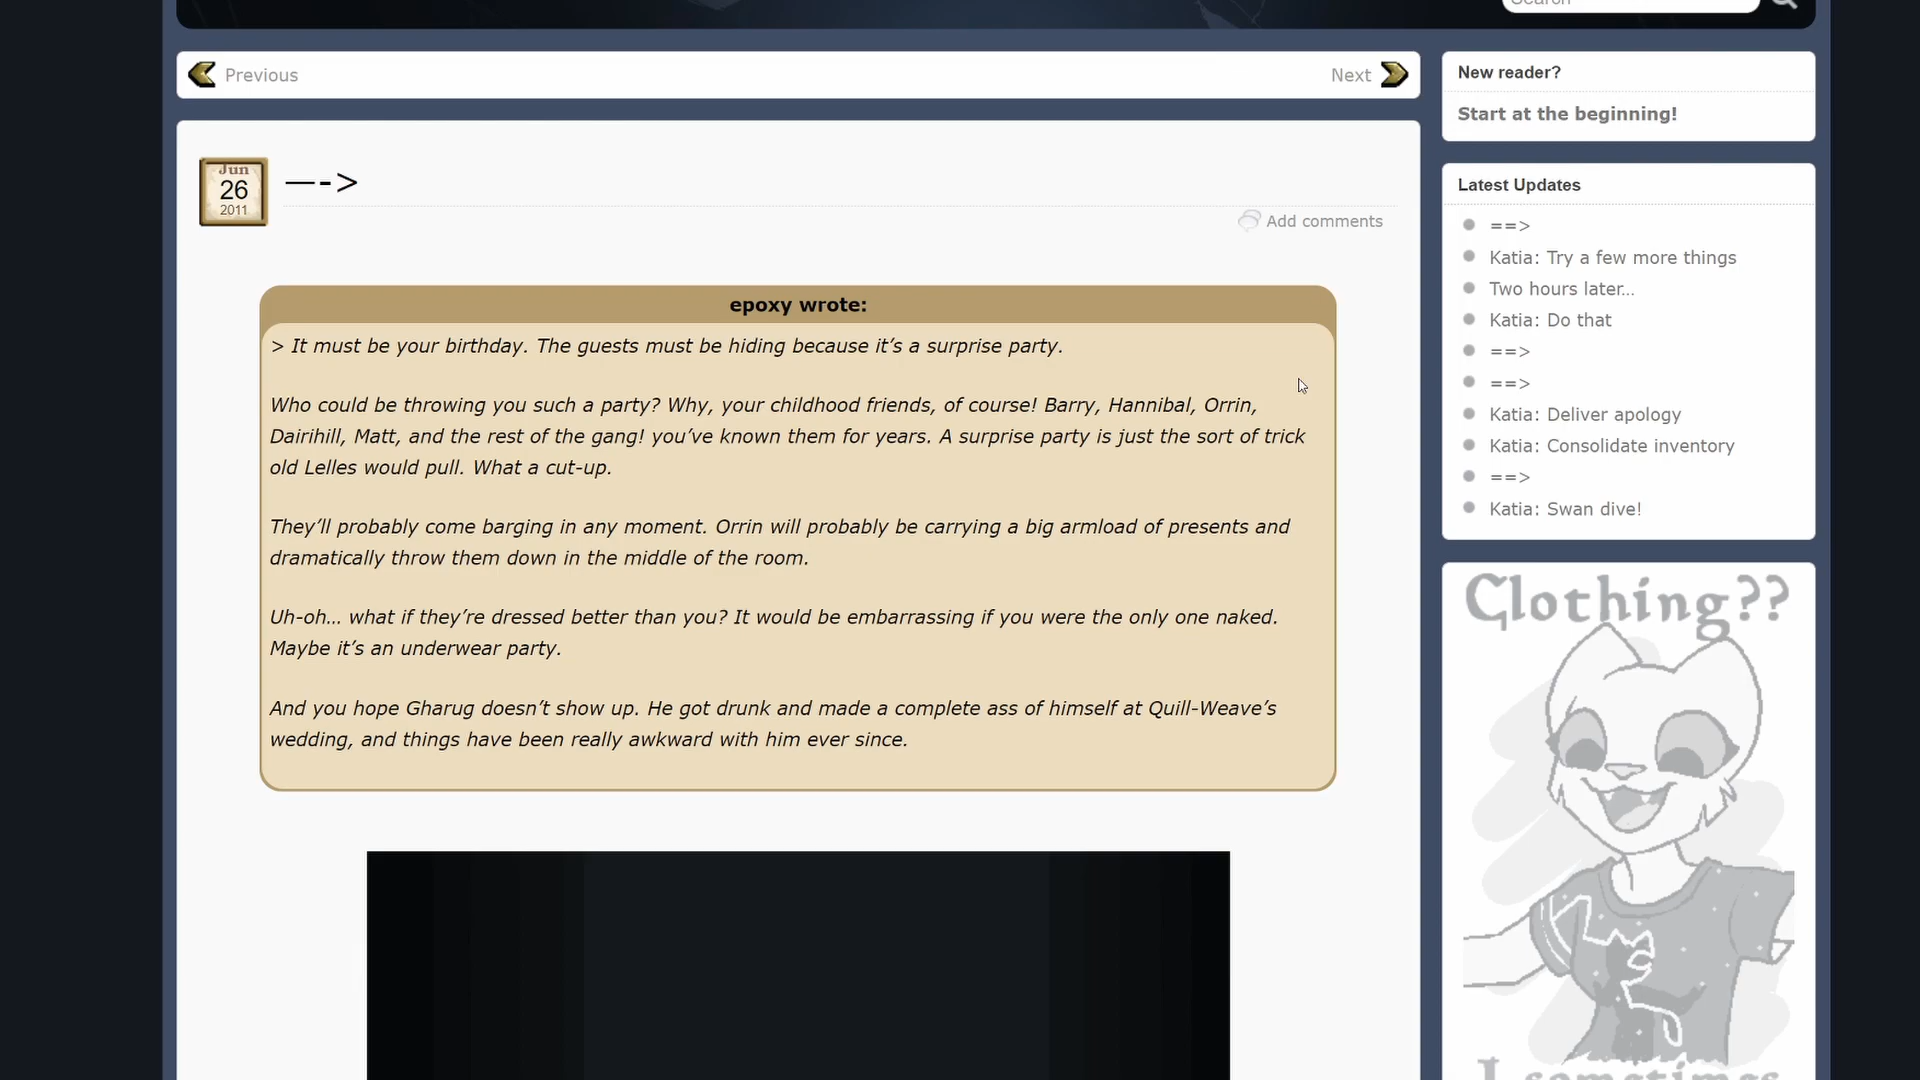 Search
Previous
Next
New reader?
Start at the beginning!
Jun
26
2011
—->
Add comments
Latest Updates
==>
Katia: Try a few more things
Two hours later…
Katia: Do that
==>
==>
Katia: Deliver apology
Katia: Consolidate inventory
==>
Katia: Swan dive!
epoxy wrote:
> It must be your birthday. The guests must be hiding because it’s a surprise party.
Who could be throwing you such a party? Why, your childhood friends, of course! Barry, Hannibal, Orrin,
Dairihill, Matt, and the rest of the gang! you’ve known them for years. A surprise party is just the sort of trick
old Lelles would pull. What a cut-up.
They’ll probably come barging in any moment. Orrin will probably be carrying a big armload of presents and
dramatically throw them down in the middle of the room.
Uh-oh… what if they’re dressed better than you? It would be embarrassing if you were the only one naked.
Maybe it’s an underwear party.
And you hope Gharug doesn’t show up. He got drunk and made a complete ass of himself at Quill-Weave’s
wedding, and things have been really awkward with him ever since.
Clothing??
I sometimes